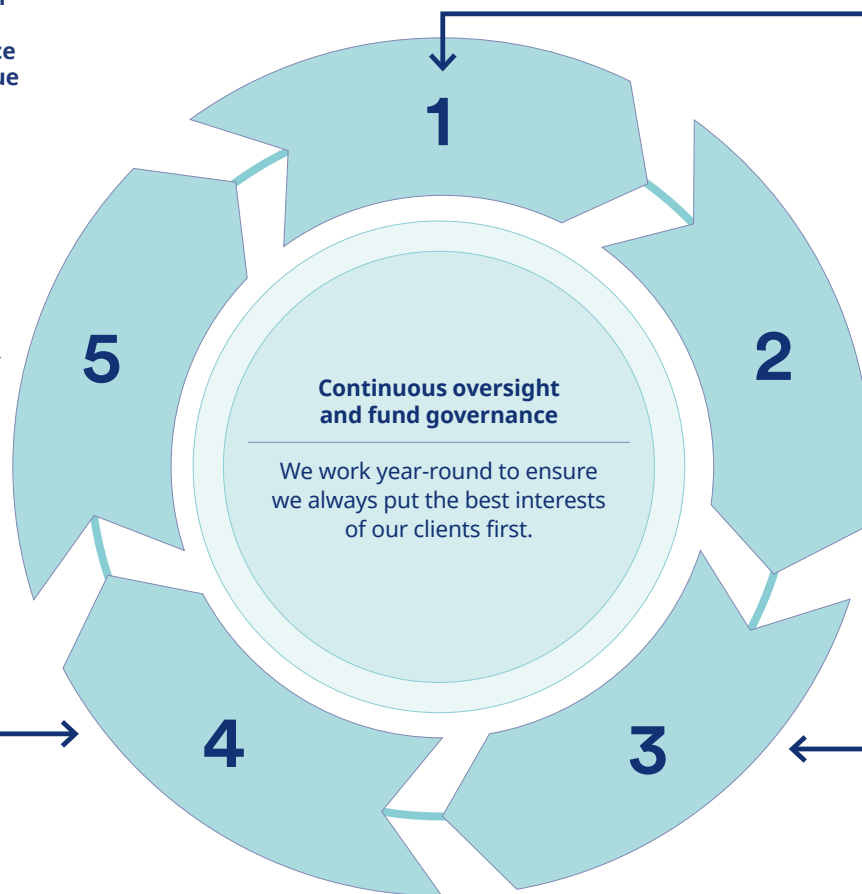 1
2
5
Continuous oversight
and fund governance
We work year-round to ensure
we always put the best interests
of our clients first.
4
3